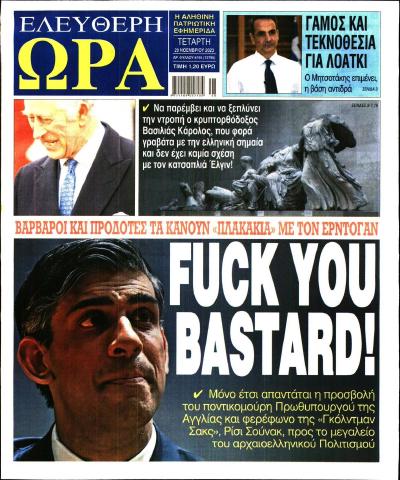 ΕΛΕΥΘΕΡΗ
ΩΡΑ
Η ΑΛΗΘΙΝΗ
ΠΑΤΡΙΩΤΙΚΗ
ΕΦΗΜΕΡΙΔΑ
ΤΕΤΑΡΤΗ
29 ΝΟΕΜΒΡΙΟΥ 2023
ΤΙΜΗ 1,20 ΕΥΡΩ
ΓΑΜΟΣ ΚΑΙ
ΤΕΚΝΟΘΕΣΙΑ
ΓΙΑ ΛΟΑΤΚΙ
Ο Μητσοτάκης επιμένει,
η βάση αντιδρά
✔ Να παρέμβει και να ξεπλύνει
την ντροπή ο κρυπτορθόδοξος
Βασιλιάς Κάρολος, που φορά
γραβάτα με την ελληνική σημαία
και δεν έχει καμία σχέση
με τον κατσαπλιά Έλγιν!
ΒΑΡΒΑΡΟΙ ΚΑΙ ΠΡΟΔΟΤΕΣ ΤΑ ΚΑΝΟΥΝ «ΠΛΑΚΑΚΙΑ» ΜΕ ΤΟΝ ΕΡΝΤΟΓΑΝ
FUCK YOU
BASTARD!
✔ Μόνο έτσι απαντάται η προσβολή
του ποντικομούρη Πρωθυπουργού της
Αγγλίας και φερέφωνο της «Γκόλντμαν
Σακς», Ρίσι Σούνακ, προς το μεγαλείο
του αρχαιοελληνικού Πολιτισμού